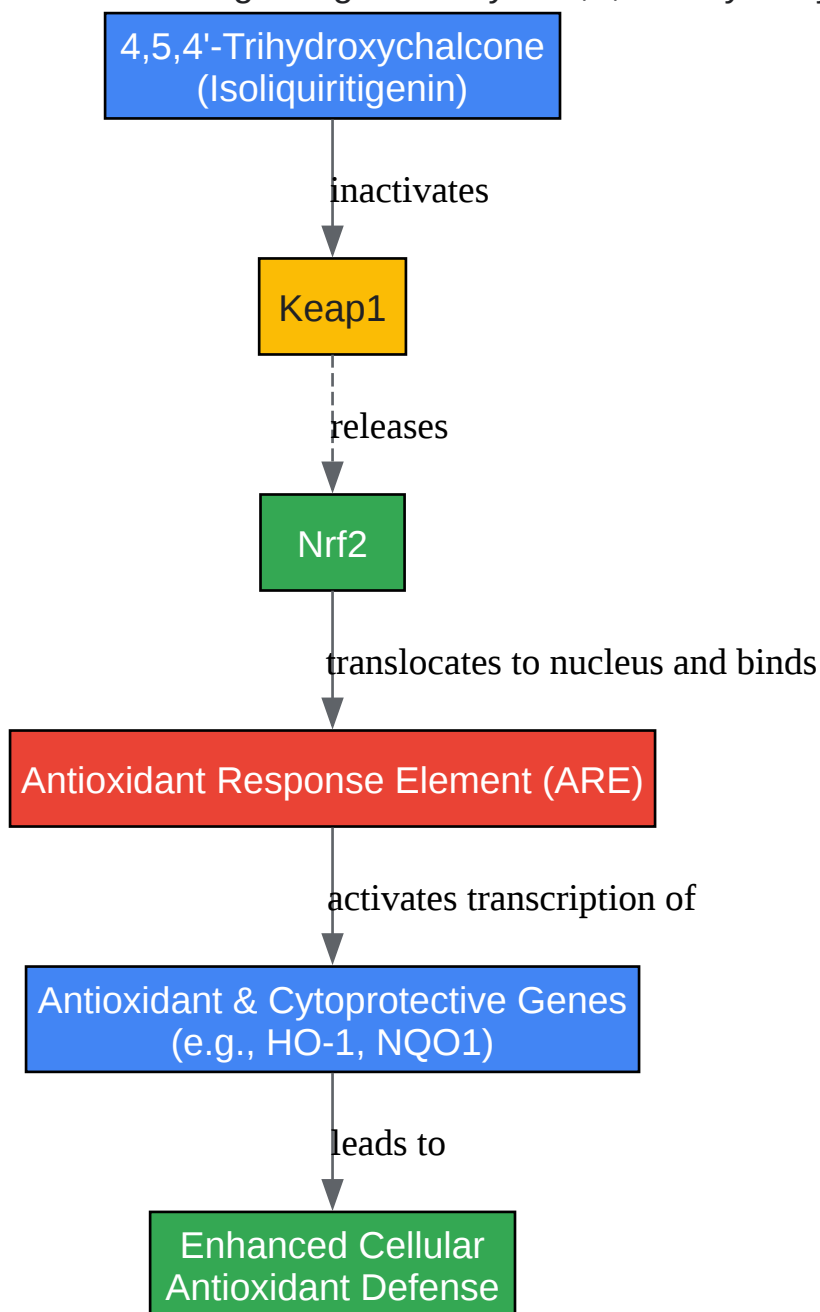 4,5,4'-Trihydroxychalcone
(Isoliquiritigenin)
inactivates
Keap1
releases
Nrf2
translocates to nucleus and binds
Antioxidant Response Element (ARE)
activates transcription of
Antioxidant & Cytoprotective Genes
(e.g., HO-1, NQO1)
leads to
Enhanced Cellular
Antioxidant Defense